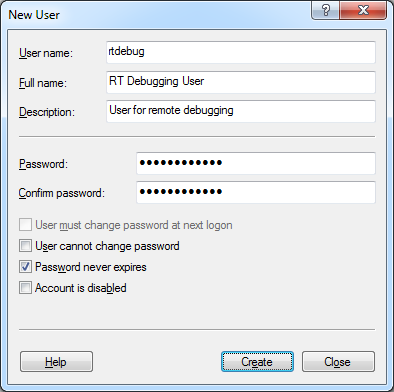 New User
User name: rtdebug
Full name: RT Debugging User
Description: User for remote debugging
Password: ●●●●●●●●●●●●
Confirm password: ●●●●●●●●●●●●
User must change password at next logon
User cannot change password
Password never expires
Account is disabled
Help Create Close